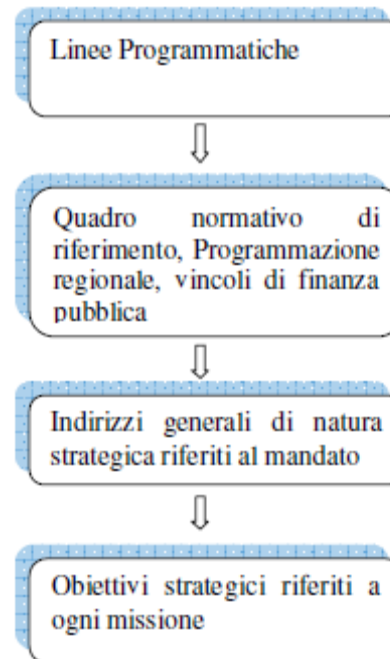 Linee Programmatiche
Quadro normativo di
riferimento, Programmazione
regionale, vincoli di finanza
pubblica
Indirizzi generali di natura
strategica riferiti al mandato
Obiettivi strategici riferiti a
ogni missione